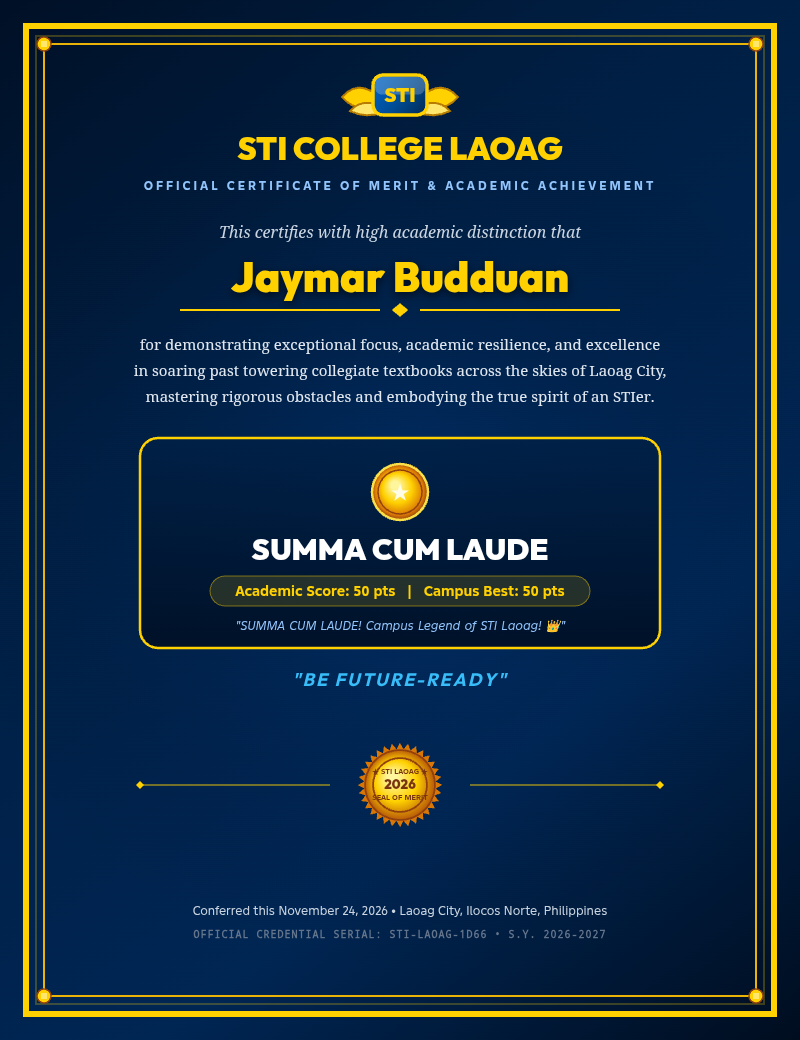 STI
STI COLLEGE LAOAG
OFFICIAL CERTIFICATE OF MERIT & ACADEMIC ACHIEVEMENT
This certifies with high academic distinction that
Jaymar Budduan
for demonstrating exceptional focus, academic resilience, and excellence
in soaring past towering collegiate textbooks across the skies of Laoag City,
mastering rigorous obstacles and embodying the true spirit of an STIer.
SUMMA CUM LAUDE
Academic Score: 50 pts | Campus Best: 50 pts
"SUMMA CUM LAUDE! Campus Legend of STI Laoag! 👑"
"BE FUTURE-READY"
★ STI LAOAG ★
2026
SEAL OF MERIT
Conferred this November 24, 2026 • Laoag City, Ilocos Norte, Philippines
OFFICIAL CREDENTIAL SERIAL: STI-LAOAG-1D66 • S.Y. 2026-2027